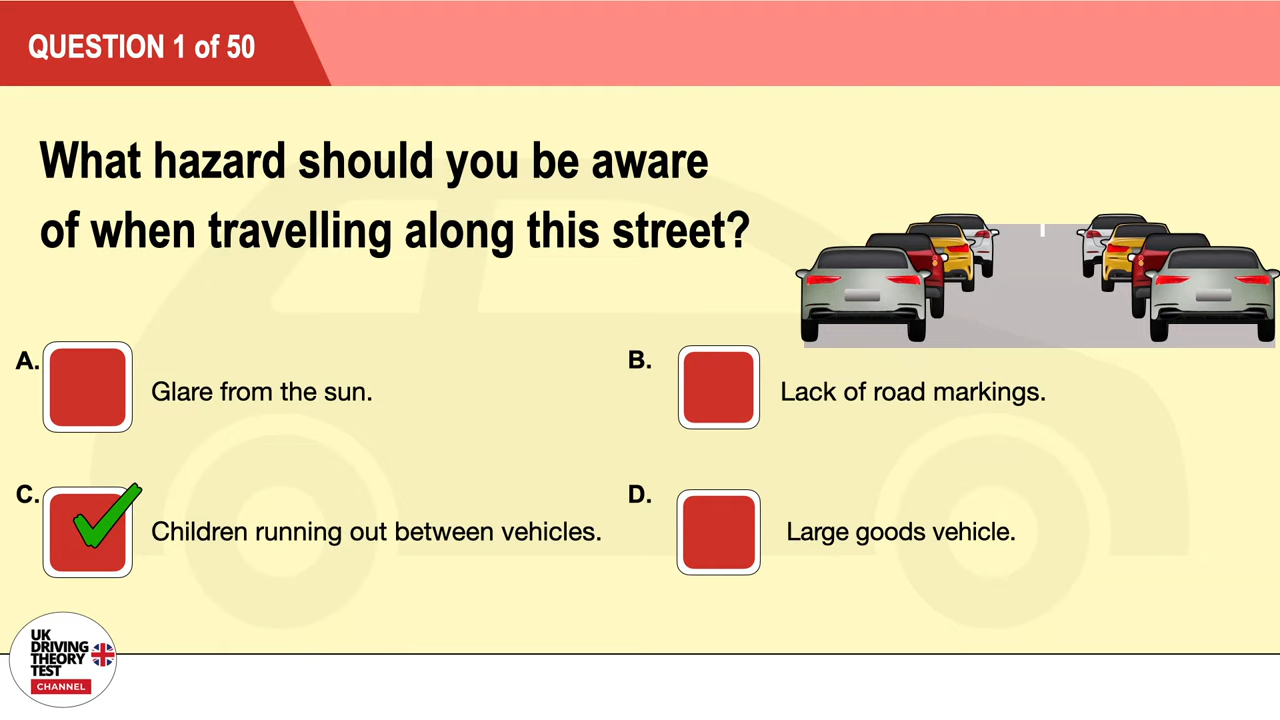 QUESTION 1 of 50
What hazard should you be aware
of when travelling along this street?
A.
Glare from the sun.
B.
Lack of road markings.
C.
Children running out between vehicles.
D.
Large goods vehicle.
UK
DRIVING
THEORY
TEST
CHANNEL